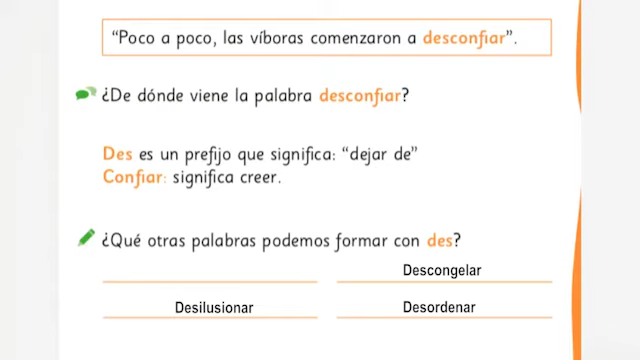 “Poco a poco, las víboras comenzaron a desconfiar”.
¿De dónde viene la palabra desconfiar?
Des es un prefijo que significa: “dejar de”
Confiar: significa creer.
¿Qué otras palabras podemos formar con des?
Descongelar
Desilusionar Desordenar